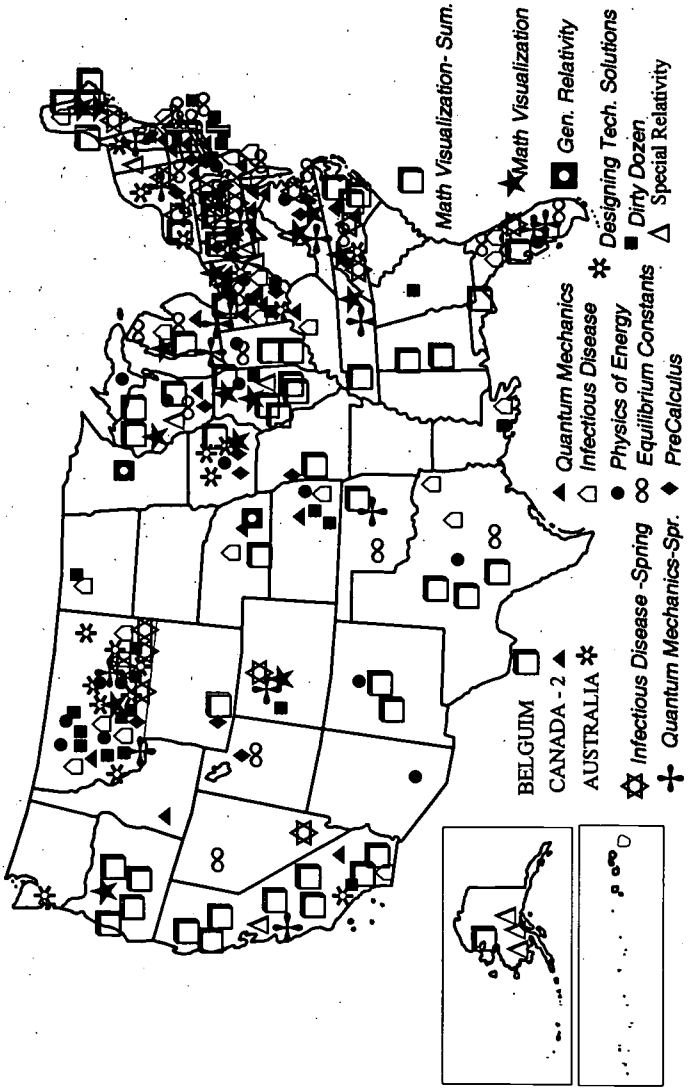 Math Visualization- Sum.
Math Visualization
Gen. Relativity
Designing Tech. Solutions
Dirty Dozen
Special Relativity
Quantum Mechanics
Infectious Disease
Physics of Energy
Equilibrium Constants
PreCalculus
BELGUIM
CANADA - 2
AUSTRALIA
Infectious Disease -Spring
Quantum Mechanics-Spr.